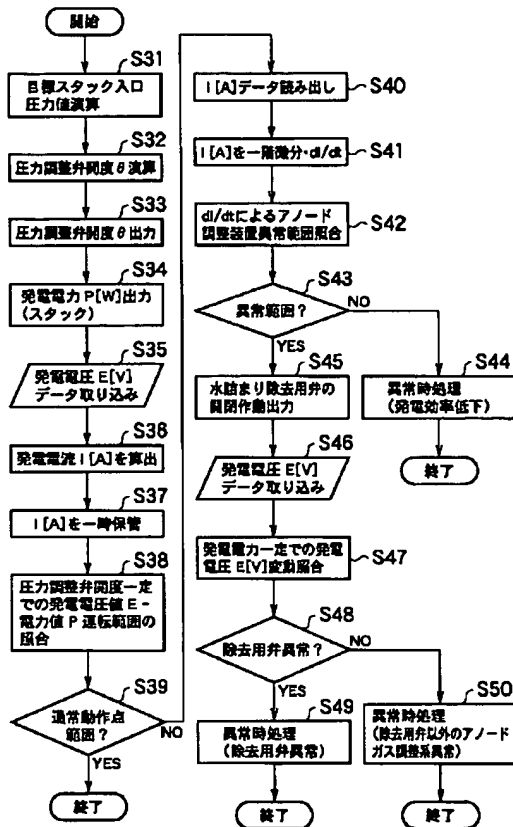 開始
S31
目標スタック入口
圧力値演算
S32
圧力調整弁開度θ演算
S33
圧力調整弁開度θ出力
S34
発電電力P[W]出力
(スタック)
S35
発電電圧E[V]
データ取り込み
S36
発電電流I[A]を算出
S37
I[A]を一時保管
S38
圧力調整弁開度一定
での発電電圧値E-
電力値P運転範囲の
照合
S39
通常動作点
範囲?
NO
YES
終了
I[A]データ読み出し
S40
I[A]を一階微分・dI/dt
S41
dI/dtによるアノード
調整装置異常範囲照合
S42
S43
異常範囲?
NO
YES
S44
異常時処理
(発電効率低下)
終了
S45
水詰まり除去用弁の
開閉作動出力
S46
発電電圧E[V]
データ取り込み
発電電力一定での発電
電圧E[V]変動照合
S47
S48
除去用弁異常?
NO
YES
S49
異常時処理
(除去用弁異常)
終了
S50
異常時処理
(除去用弁以外のアノード
ガス調整系異常)
終了